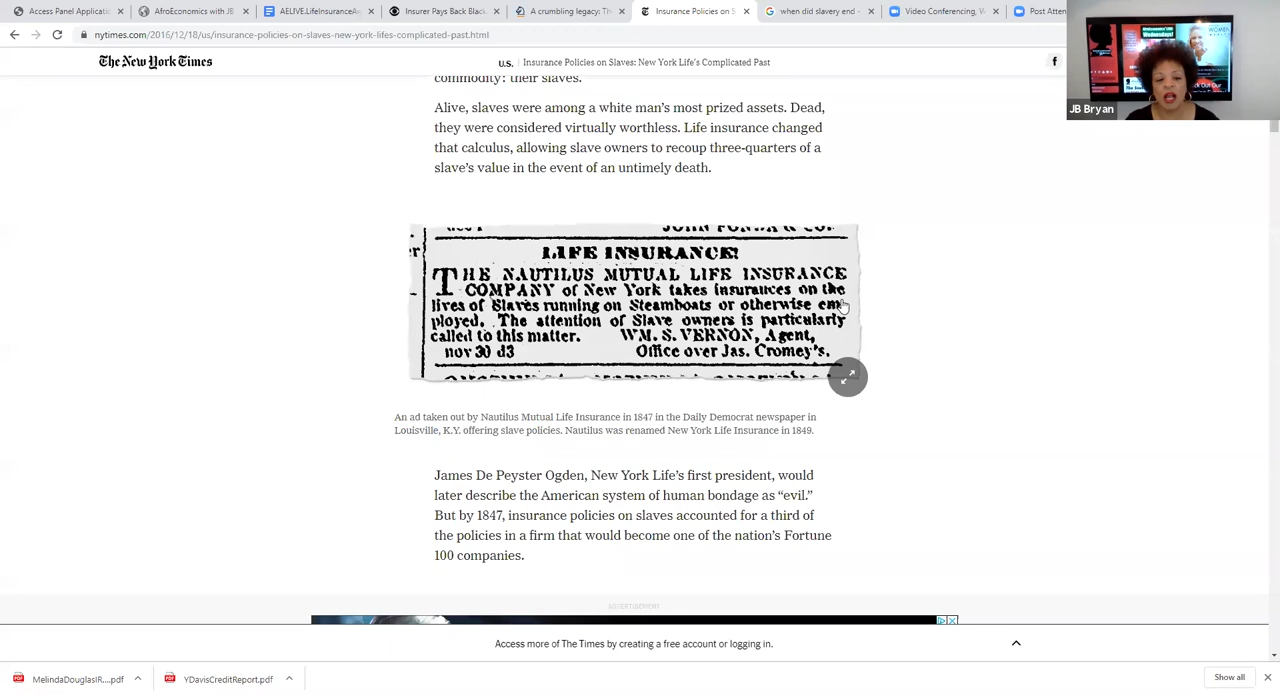 Access Panel Applicatio
AfroEconomics with JB
AELIVE.LifeInsuranceAw
Insurer Pays Back Black
A crumbling legacy: Th
Insurance Policies on S
when did slavery end -
Video Conferencing, W
Post Atten
nytimes.com/2016/12/18/us/insurance-policies-on-slaves-new-york-lifes-complicated-past.html
The New York Times
U.S. | Insurance Policies on Slaves: New York Life's Complicated Past
WOMEN
JB Bryan
commodity: their slaves.
Alive, slaves were among a white man's most prized assets. Dead,
they were considered virtually worthless. Life insurance changed
that calculus, allowing slave owners to recoup three-quarters of a
slave's value in the event of an untimely death.
LIFE INSURANCE!
THE NAUTILUS MUTUAL LIFE INSURANCE
COMPANY of New York takes insurances on the
lives of Slaves running on Steamboats or otherwise em
ployed. The attention of Slave owners is particularly
called to this matter. WM. S. VERNON, Agent,
nov 30 d3 Office over Jas. Cromey's.
An ad taken out by Nautilus Mutual Life Insurance in 1847 in the Daily Democrat newspaper in
Louisville, K.Y. offering slave policies. Nautilus was renamed New York Life Insurance in 1849.
James De Peyster Ogden, New York Life's first president, would
later describe the American system of human bondage as “evil.”
But by 1847, insurance policies on slaves accounted for a third of
the policies in a firm that would become one of the nation's Fortune
100 companies.
ADVERTISEMENT
Access more of The Times by creating a free account or logging in.
MelindaDouglasIR....pdf
YDavisCreditReport.pdf
Show all